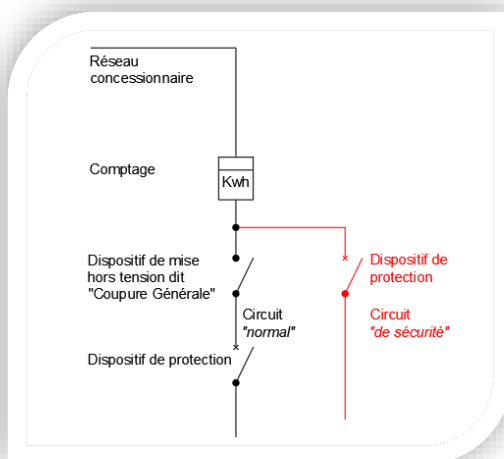 Réseau
concessionnaire
Comptage
Kwh
Dispositif de mise
hors tension dit
"Coupure Générale"
Dispositif de
protection
Circuit
"normal"
Circuit
"de sécurité"
Dispositif de protection